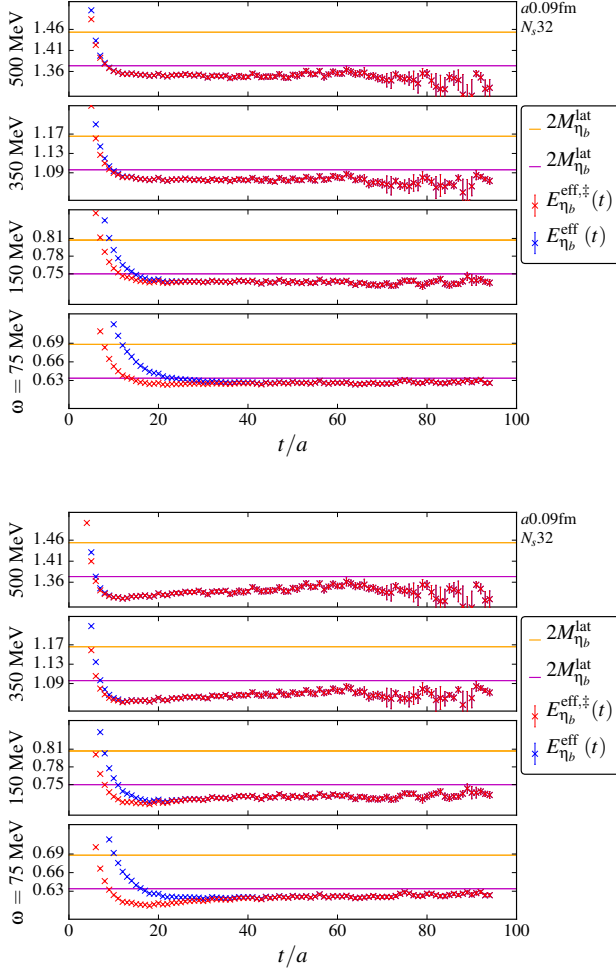 a0.09fm
N_s32
500 MeV
1.46
1.41
1.36
350 MeV
1.17
1.13
1.09
150 MeV
0.81
0.78
0.75
ω = 75 MeV
0.69
0.66
0.63
0 20 40 60 80 100
t/a
2M_{η_b}^{lat}
2M_{η_b}^{lat}
E_{η_b}^{eff,‡}(t)
E_{η_b}^{eff}(t)
a0.09fm
N_s32
500 MeV
1.46
1.41
1.36
350 MeV
1.17
1.13
1.09
150 MeV
0.81
0.78
0.75
ω = 75 MeV
0.69
0.66
0.63
0 20 40 60 80 100
t/a
2M_{η_b}^{lat}
2M_{η_b}^{lat}
E_{η_b}^{eff,‡}(t)
E_{η_b}^{eff}(t)